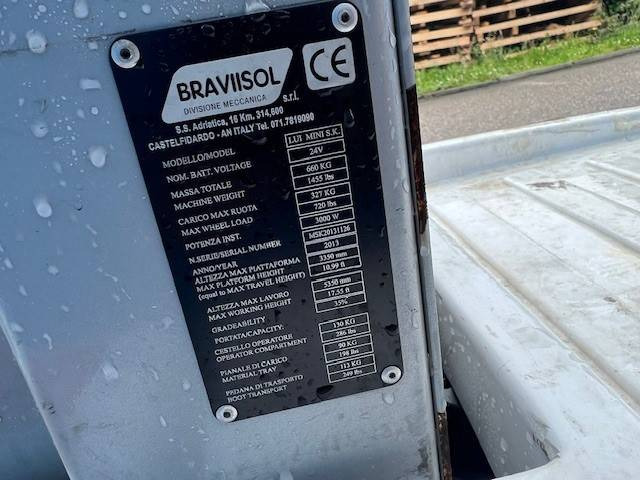 BRAVIISOL
DIVISIONE MECCANICA s.r.l.
CE
S.S. Adriatica, 16 Km. 314,600
CASTELFIDARDO - AN ITALY Tel. 071.7819090
MODELLO/MODEL LUI MINI S.K.
NOM. BATT. VOLTAGE 24V
MASSA TOTALE 660 KG
MACHINE WEIGHT 1455 lbs
CARICO MAX RUOTA 327 KG
MAX WHEEL LOAD 720 lbs
POTENZA INST. 3000 W
N.SERIE/SERIAL NUMNER MSK20131126
ANNO/YEAR 2013
ALTEZZA MAX PIATTAFORMA 3350 mm
MAX PLATFORM HEIGHT 10,99 ft
(equal to MAX TRAVEL HEIGHT)
ALTEZZA MAX LAVORO 5350 mm
MAX WORKING HEIGHT 17,55 ft
GRADEABILITY 35%
PORTATA/CAPACITY:
CESTELLO OPERATORE 130 KG
OPERATOR COMPARTMENT 286 lbs
PIANALE DI CARICO 90 KG
MATERIAL TRAY 198 lbs
PEDANA DI TRASPORTO 113 KG
BODY TRANSPORT 249 lbs